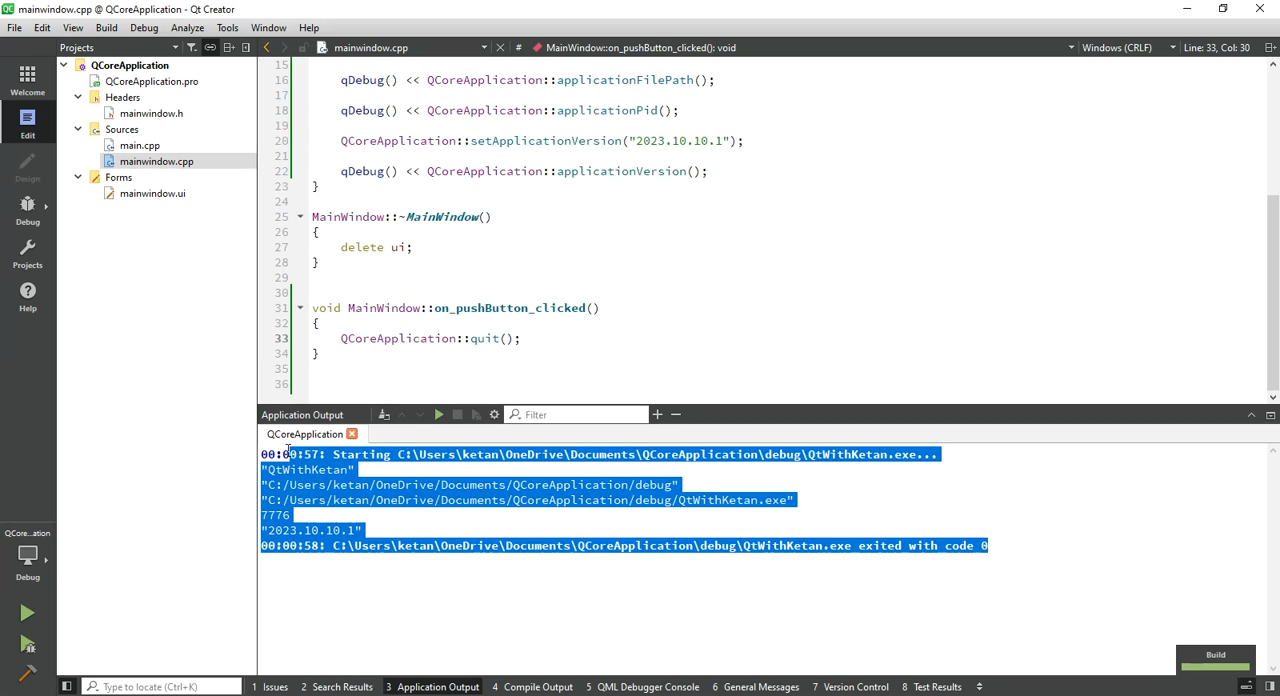 mainwindow.cpp @ QCoreApplication - Qt Creator
File Edit View Build Debug Analyze Tools Window Help
Projects mainwindow.cpp # MainWindow::on_pushButton_clicked(): void Windows (CRLF) Line: 33, Col: 30
Welcome
Edit
Design
Debug
Projects
Help
QCore...ation
Debug
QCoreApplication
QCoreApplication.pro
Headers
mainwindow.h
Sources
main.cpp
mainwindow.cpp
Forms
mainwindow.ui
15
16 qDebug() << QCoreApplication::applicationFilePath();
17
18 qDebug() << QCoreApplication::applicationPid();
19
20 QCoreApplication::setApplicationVersion("2023.10.10.1");
21
22 qDebug() << QCoreApplication::applicationVersion();
23 }
24
25 MainWindow::~MainWindow()
26 {
27 delete ui;
28 }
29
30
31 void MainWindow::on_pushButton_clicked()
32 {
33 QCoreApplication::quit();
34 }
35
36
Application Output Filter
QCoreApplication
00:00:57: Starting C:\Users\ketan\OneDrive\Documents\QCoreApplication\debug\QtWithKetan.exe...
"QtWithKetan"
"C:/Users/ketan/OneDrive/Documents/QCoreApplication/debug"
"C:/Users/ketan/OneDrive/Documents/QCoreApplication/debug/QtWithKetan.exe"
7776
"2023.10.10.1"
00:00:58: C:\Users\ketan\OneDrive\Documents\QCoreApplication\debug\QtWithKetan.exe exited with code 0
Build
Type to locate (Ctrl+K) 1 Issues 2 Search Results 3 Application Output 4 Compile Output 5 QML Debugger Console 6 General Messages 7 Version Control 8 Test Results